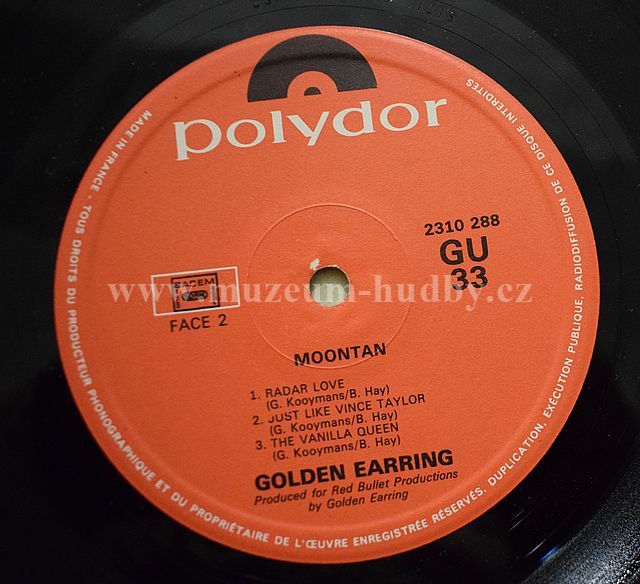 polydor
MADE IN FRANCE · TOUS DROITS DU PRODUCTEUR PHONOGRAPHIQUE ET DU PROPRIÉTAIRE DE L'ŒUVRE ENREGISTRÉE RÉSERVÉS. DUPLICATION, EXÉCUTION PUBLIQUE, RADIODIFFUSION DE CE DISQUE INTERDITES
2310 288
GU
33
SACEM
FACE 2
www.muzeum-hudby.cz
MOONTAN
1. RADAR LOVE
(G. Kooymans/B. Hay)
2. JUST LIKE VINCE TAYLOR
(G. Kooymans/B. Hay)
3. THE VANILLA QUEEN
(G. Kooymans/B. Hay)
GOLDEN EARRING
Produced for Red Bullet Productions
by Golden Earring